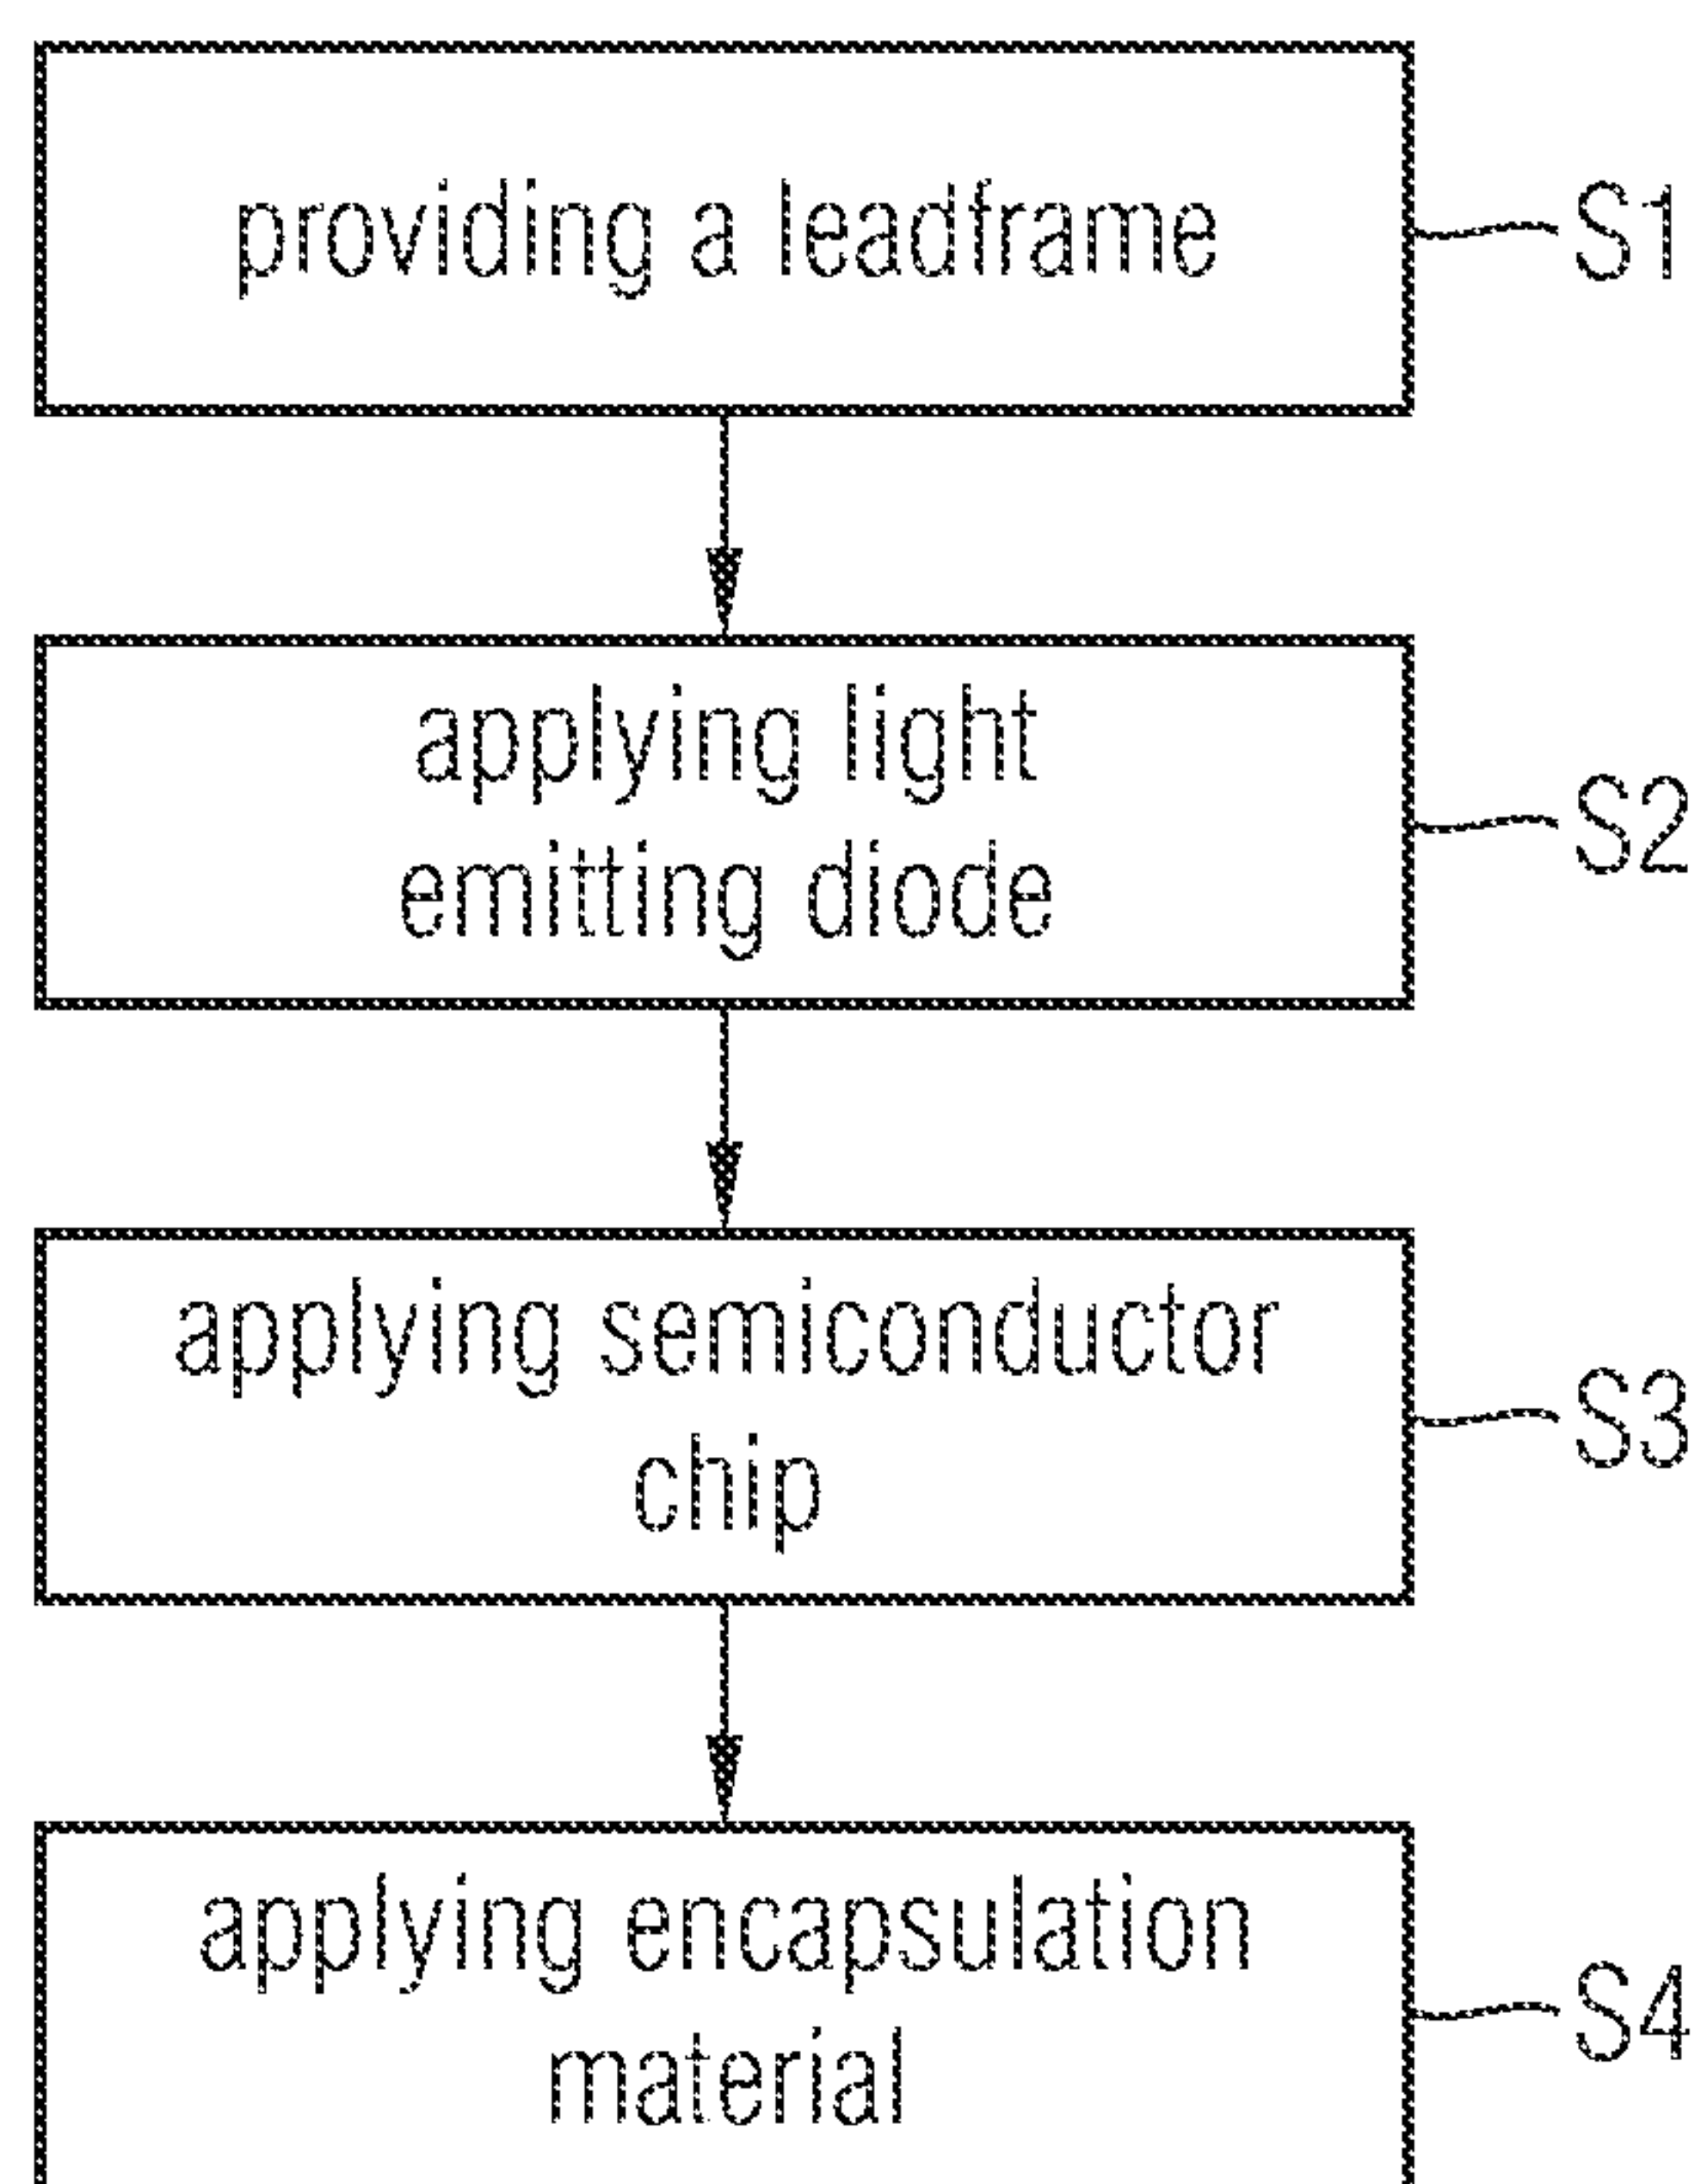 providing a leadframe
S1
applying light
emitting diode
S2
applying semiconductor
chip
S3
applying encapsulation
material
S4